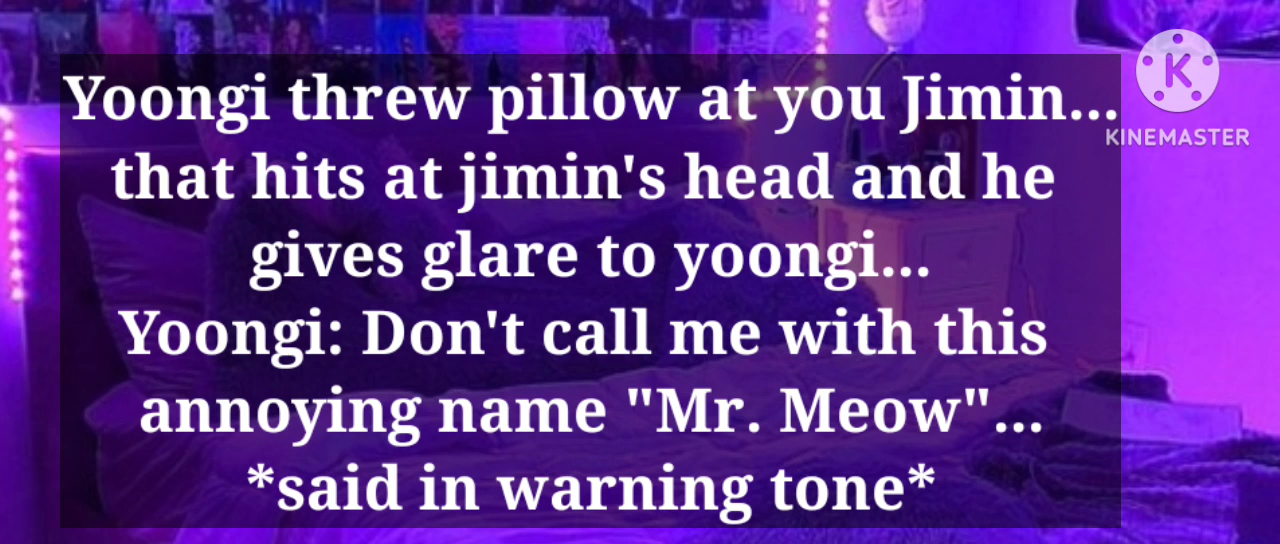 Yoongi threw pillow at you Jimin...
that hits at jimin's head and he
gives glare to yoongi...
Yoongi: Don't call me with this
annoying name "Mr. Meow"...
*said in warning tone*
K
KINEMASTER